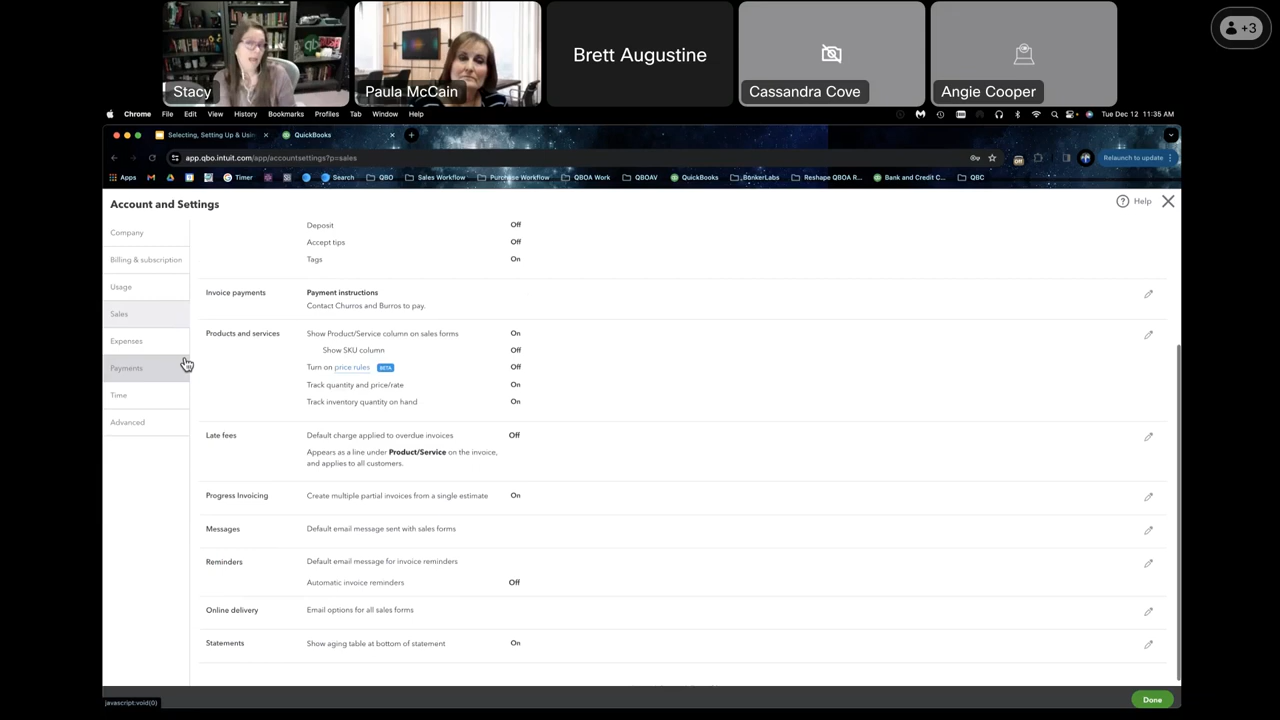 Stacy
Paula McCain
Brett Augustine
Cassandra Cove
Angie Cooper
+3
Chrome File Edit View History Bookmarks Profiles Tab Window Help
Tue Dec 12 11:35 AM
Selecting, Setting Up & Usin
QuickBooks
app.qbo.intuit.com/app/accountsettings?p=sales
Off
Relaunch to update
Apps
Timer
Search
QBO
Sales Workflow
Purchase Workflow
QBOA Work
QBOAV
QuickBooks
BonkerLabs
Reshape QBOA R...
Bank and Credit C...
QBC
Account and Settings
Help
Company
Billing & subscription
Usage
Sales
Expenses
Payments
Time
Advanced
Deposit Off
Accept tips Off
Tags On
Invoice payments Payment instructions
Contact Churros and Burros to pay.
Products and services Show Product/Service column on sales forms On
Show SKU column Off
Turn on price rules BETA Off
Track quantity and price/rate On
Track inventory quantity on hand On
Late fees Default charge applied to overdue invoices Off
Appears as a line under Product/Service on the invoice,
and applies to all customers.
Progress Invoicing Create multiple partial invoices from a single estimate On
Messages Default email message sent with sales forms
Reminders Default email message for invoice reminders
Automatic invoice reminders Off
Online delivery Email options for all sales forms
Statements Show aging table at bottom of statement On
javascript:void(0)
Done